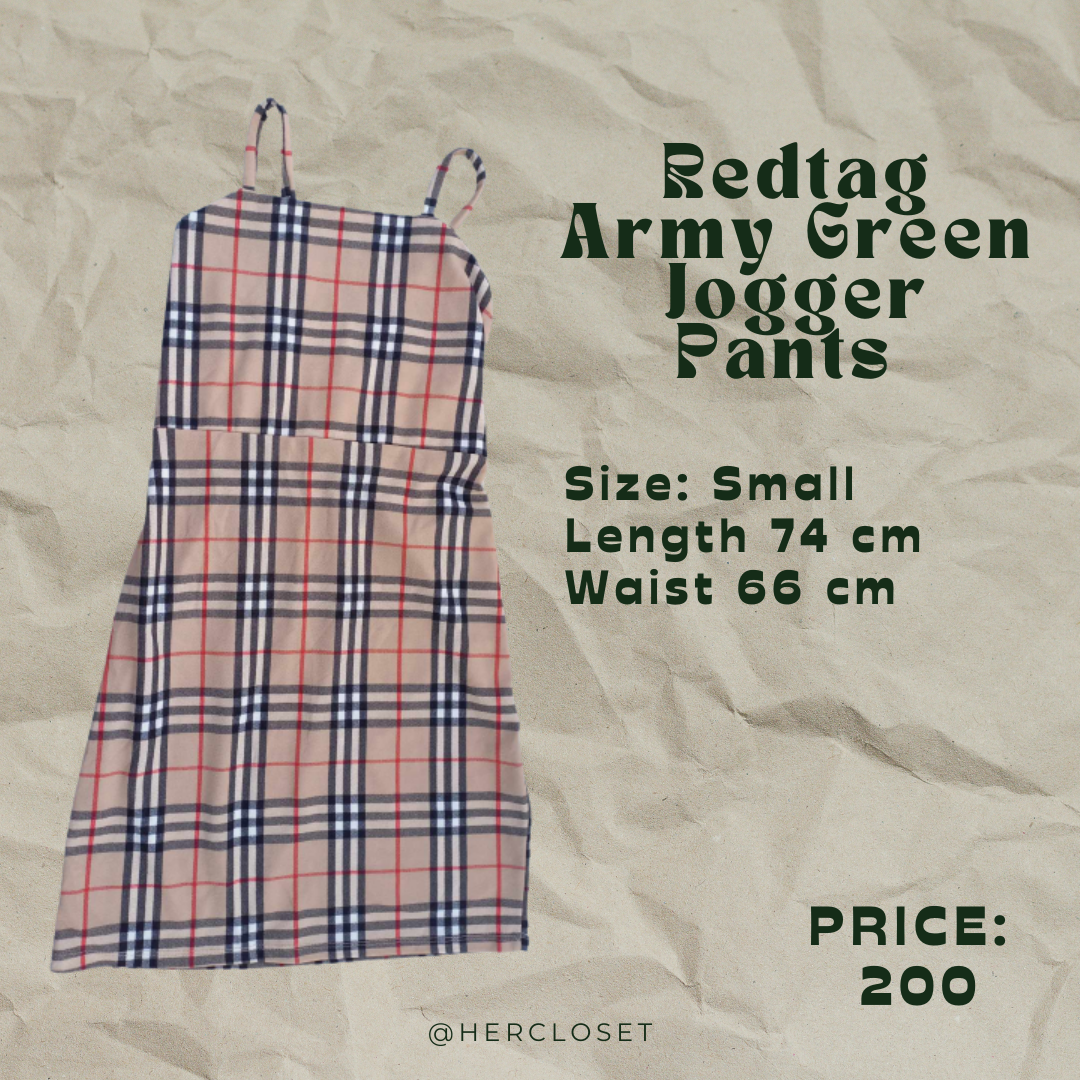 Redtag
Army Green
Jogger
Pants
Size: Small
Length 74 cm
Waist 66 cm
PRICE:
200
@HERCLOSET